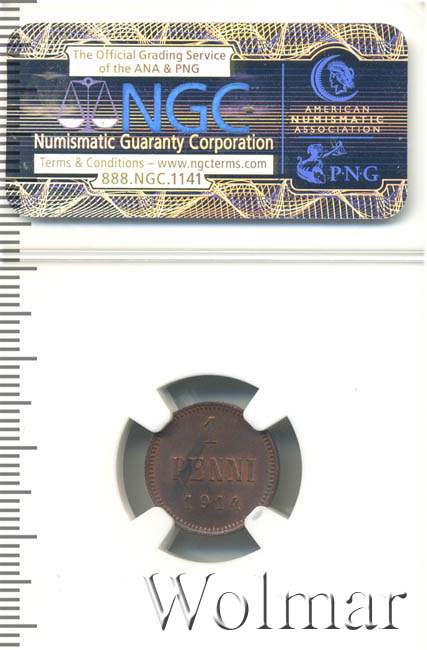 The Official Grading Service
of the ANA & PNG
NGC
Numismatic Guaranty Corporation
Terms & Conditions – www.ngcterms.com
888.NGC.1141
AMERICAN
NUMISMATIC
ASSOCIATION
P·N·G
1
PENNI
1914
Wolmar